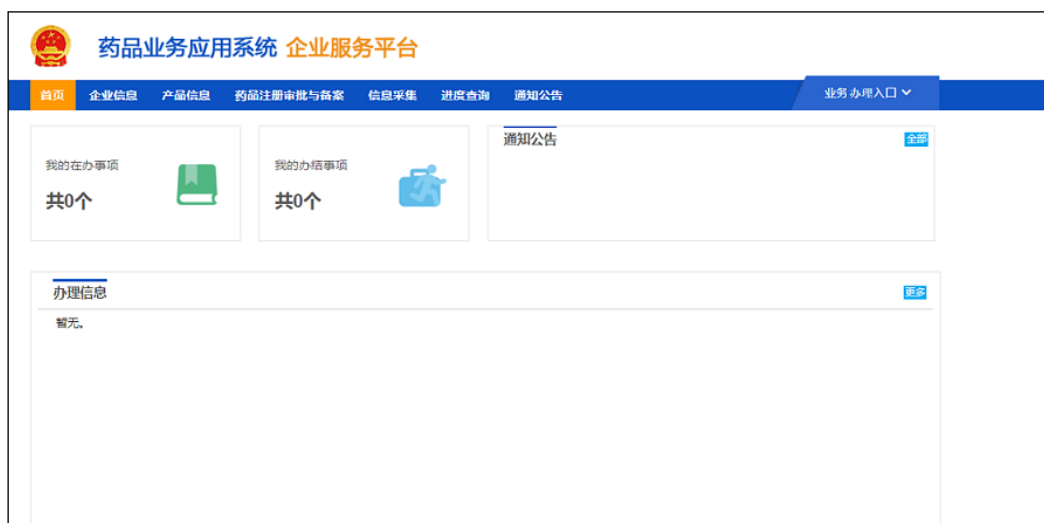 药品业务应用系统 企业服务平台
首页 企业信息 产品信息 药品注册审批与备案 信息采集 进度查询 通知公告 业务办理入口
我的在办事项
共0个
我的办结事项
共0个
通知公告 全部
办理信息 更多
暂无。